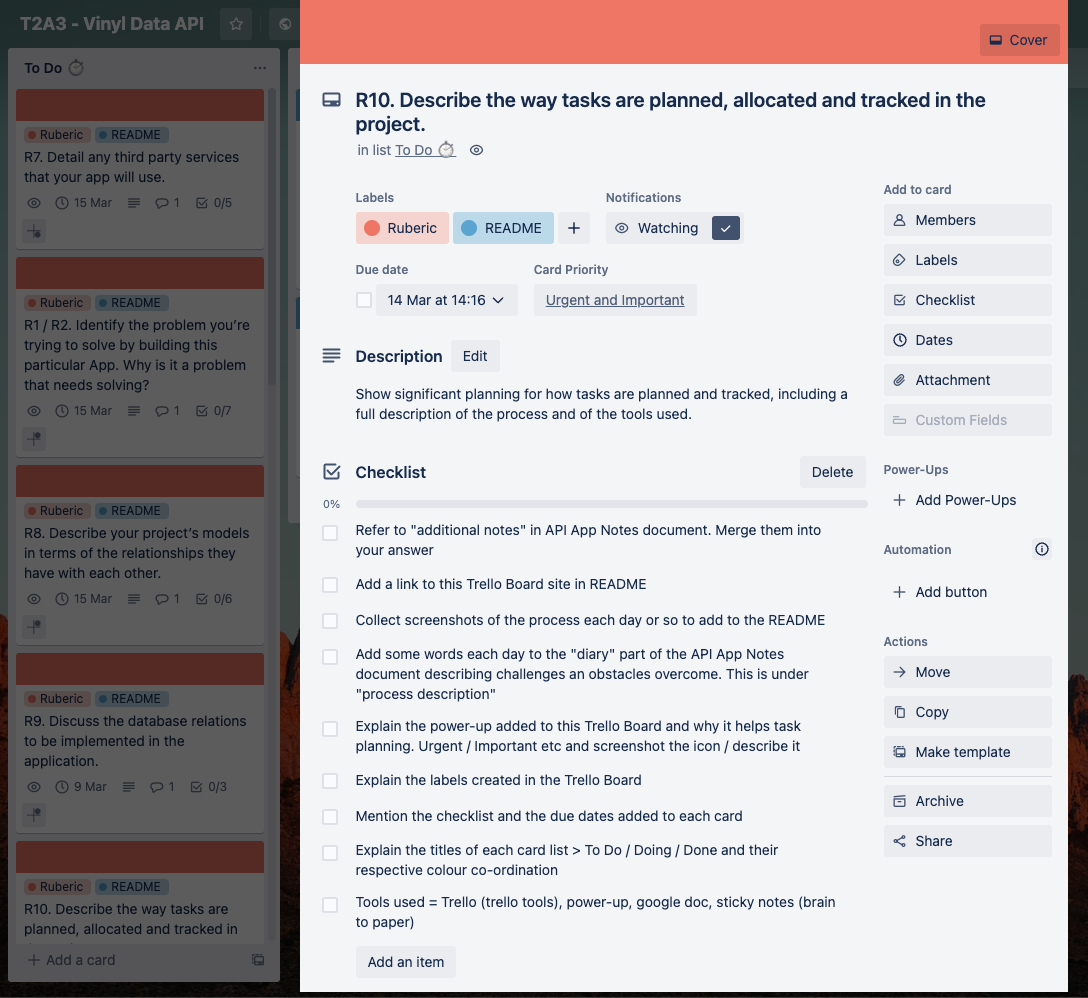 T2A3 - Vinyl Data API
To Do
Ruberic README
R7. Detail any third party services
that your app will use.
15 Mar 1 0/5
Ruberic README
R1 / R2. Identify the problem you're
trying to solve by building this
particular App. Why is it a problem
that needs solving?
15 Mar 1 0/7
Ruberic README
R8. Describe your project's models
in terms of the relationships they
have with each other.
15 Mar 1 0/6
Ruberic README
R9. Discuss the database relations
to be implemented in the
application.
9 Mar 1 0/3
Ruberic README
R10. Describe the way tasks are
planned, allocated and tracked in
Add a card
Cover
R10. Describe the way tasks are planned, allocated and tracked in the
project.
in list To Do
Labels
Ruberic README +
Notifications
Watching
Due date
14 Mar at 14:16
Card Priority
Urgent and Important
Description Edit
Show significant planning for how tasks are planned and tracked, including a
full description of the process and of the tools used.
Checklist Delete
0%
Refer to "additional notes" in API App Notes document. Merge them into
your answer
Add a link to this Trello Board site in README
Collect screenshots of the process each day or so to add to the README
Add some words each day to the "diary" part of the API App Notes
document describing challenges an obstacles overcome. This is under
"process description"
Explain the power-up added to this Trello Board and why it helps task
planning. Urgent / Important etc and screenshot the icon / describe it
Explain the labels created in the Trello Board
Mention the checklist and the due dates added to each card
Explain the titles of each card list > To Do / Doing / Done and their
respective colour co-ordination
Tools used = Trello (trello tools), power-up, google doc, sticky notes (brain
to paper)
Add an item
Add to card
Members
Labels
Checklist
Dates
Attachment
Custom Fields
Power-Ups
Add Power-Ups
Automation
Add button
Actions
Move
Copy
Make template
Archive
Share